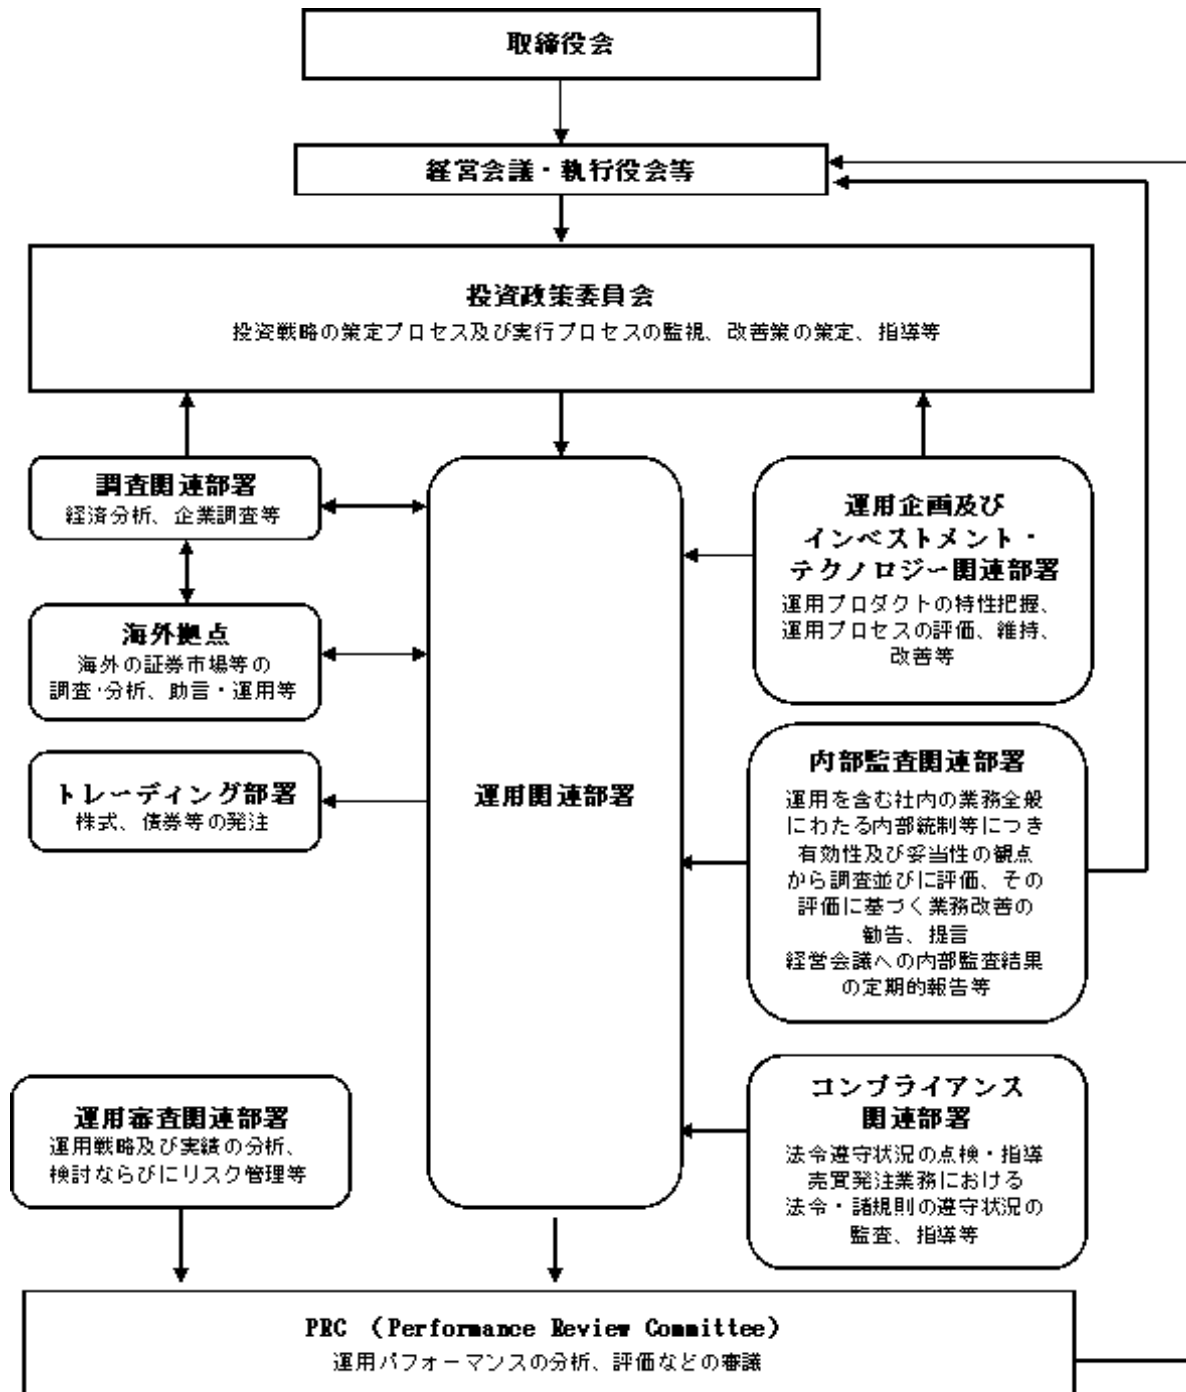 取締役会
経営会議・執行役会等
投資政策委員会
投資戦略の策定プロセス及び実行プロセスの監視、改善策の策定、指導等
調査関連部署
経済分析、企業調査等
海外拠点
海外の証券市場等の
調査・分析、助言・運用等
トレーディング部署
株式、債券等の発注
運用関連部署
運用企画及び
インベストメント・
テクノロジー関連部署
運用プロダクトの特性把握、
運用プロセスの評価、維持、
改善等
内部監査関連部署
運用を含む社内の業務全般
にわたる内部統制等につき
有効性及び妥当性の観点
から調査並びに評価、その
評価に基づく業務改善の
勧告、提言
経営会議への内部監査結果
の定期的報告等
コンプライアンス
関連部署
法令遵守状況の点検・指導
売買発注業務における
法令・諸規則の遵守状況の
監査、指導等
運用審査関連部署
運用戦略及び実績の分析、
検討ならびにリスク管理等
PRC （Performance Review Committee）
運用パフォーマンスの分析、評価などの審議